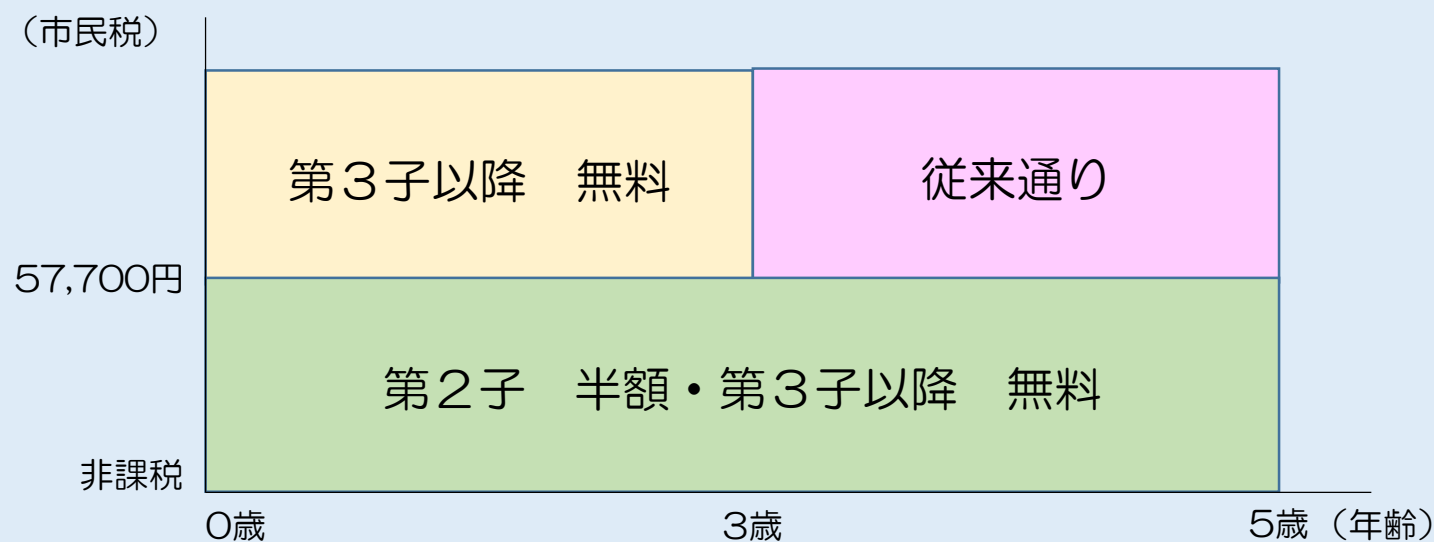 （市民税）
第３子以降　無料
従来通り
57,700円
第２子　半額・第３子以降　無料
非課税
0歳
3歳
5歳（年齢）